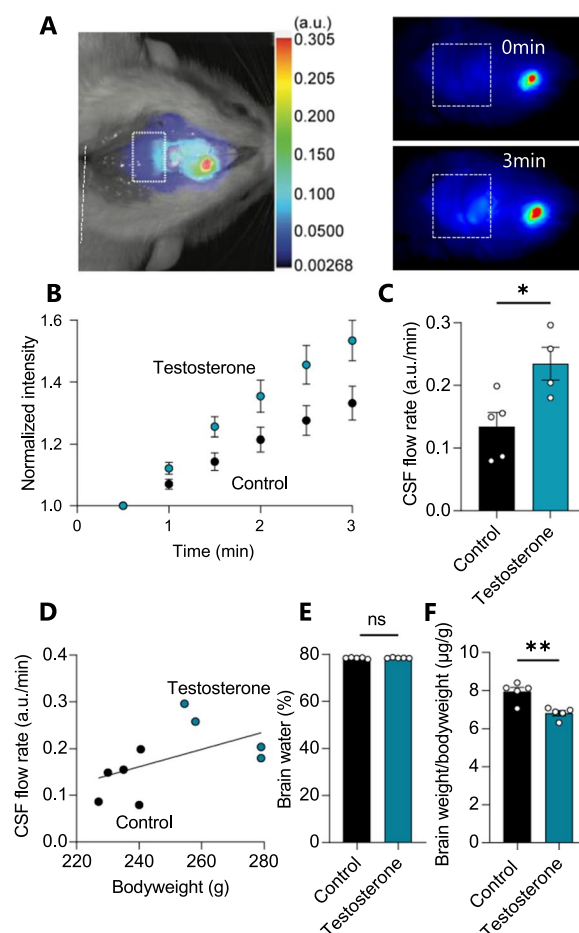 A
(a.u.)
0.305
0.205
0.200
0.150
0.100
0.0500
0.00268
0min
3min
B
Normalized intensity
1.6
1.4
1.2
1.0
Testosterone
Control
0
1
2
3
Time (min)
C
CSF flow rate (a.u./min)
0.3
0.2
0.1
0.0
*
Control
Testosterone
D
CSF flow rate (a.u./min)
0.4
0.3
0.2
0.1
0.0
Testosterone
Control
220
240
260
280
Bodyweight (g)
E
Brain water (%)
80
60
40
20
0
ns
Control
Testosterone
F
Brain weight/bodyweight (µg/g)
10
8
6
4
2
0
**
Control
Testosterone